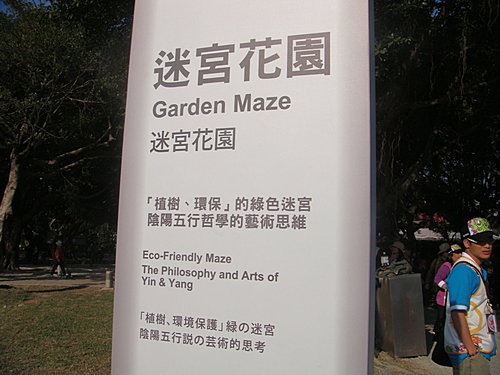 迷宮花園
Garden Maze
迷宮花園
「植樹、環保」的綠色迷宮
陰陽五行哲學的藝術思維
Eco-Friendly Maze
The Philosophy and Arts of
Yin & Yang
「植樹、環境保護」緑の迷宮
陰陽五行説の芸術的思考